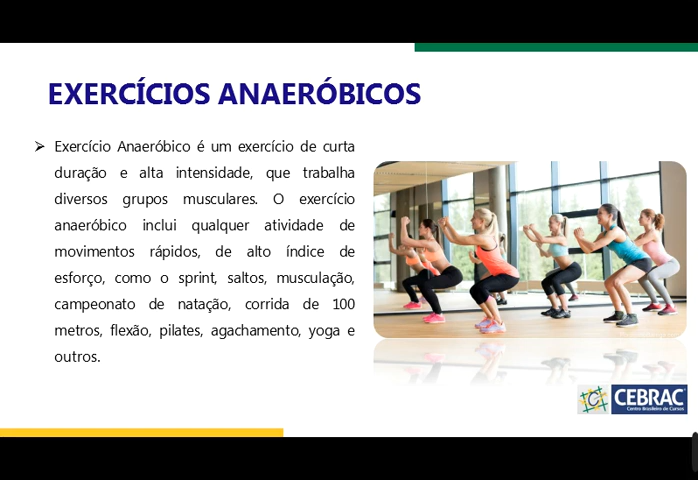 EXERCÍCIOS ANAERÓBICOS
Exercício Anaeróbico é um exercício de curta
duração e alta intensidade, que trabalha
diversos grupos musculares. O exercício
anaeróbico inclui qualquer atividade de
movimentos rápidos, de alto índice de
esforço, como o sprint, saltos, musculação,
campeonato de natação, corrida de 100
metros, flexão, pilates, agachamento, yoga e
outros.
CEBRAC
Centro Brasileiro de Cursos